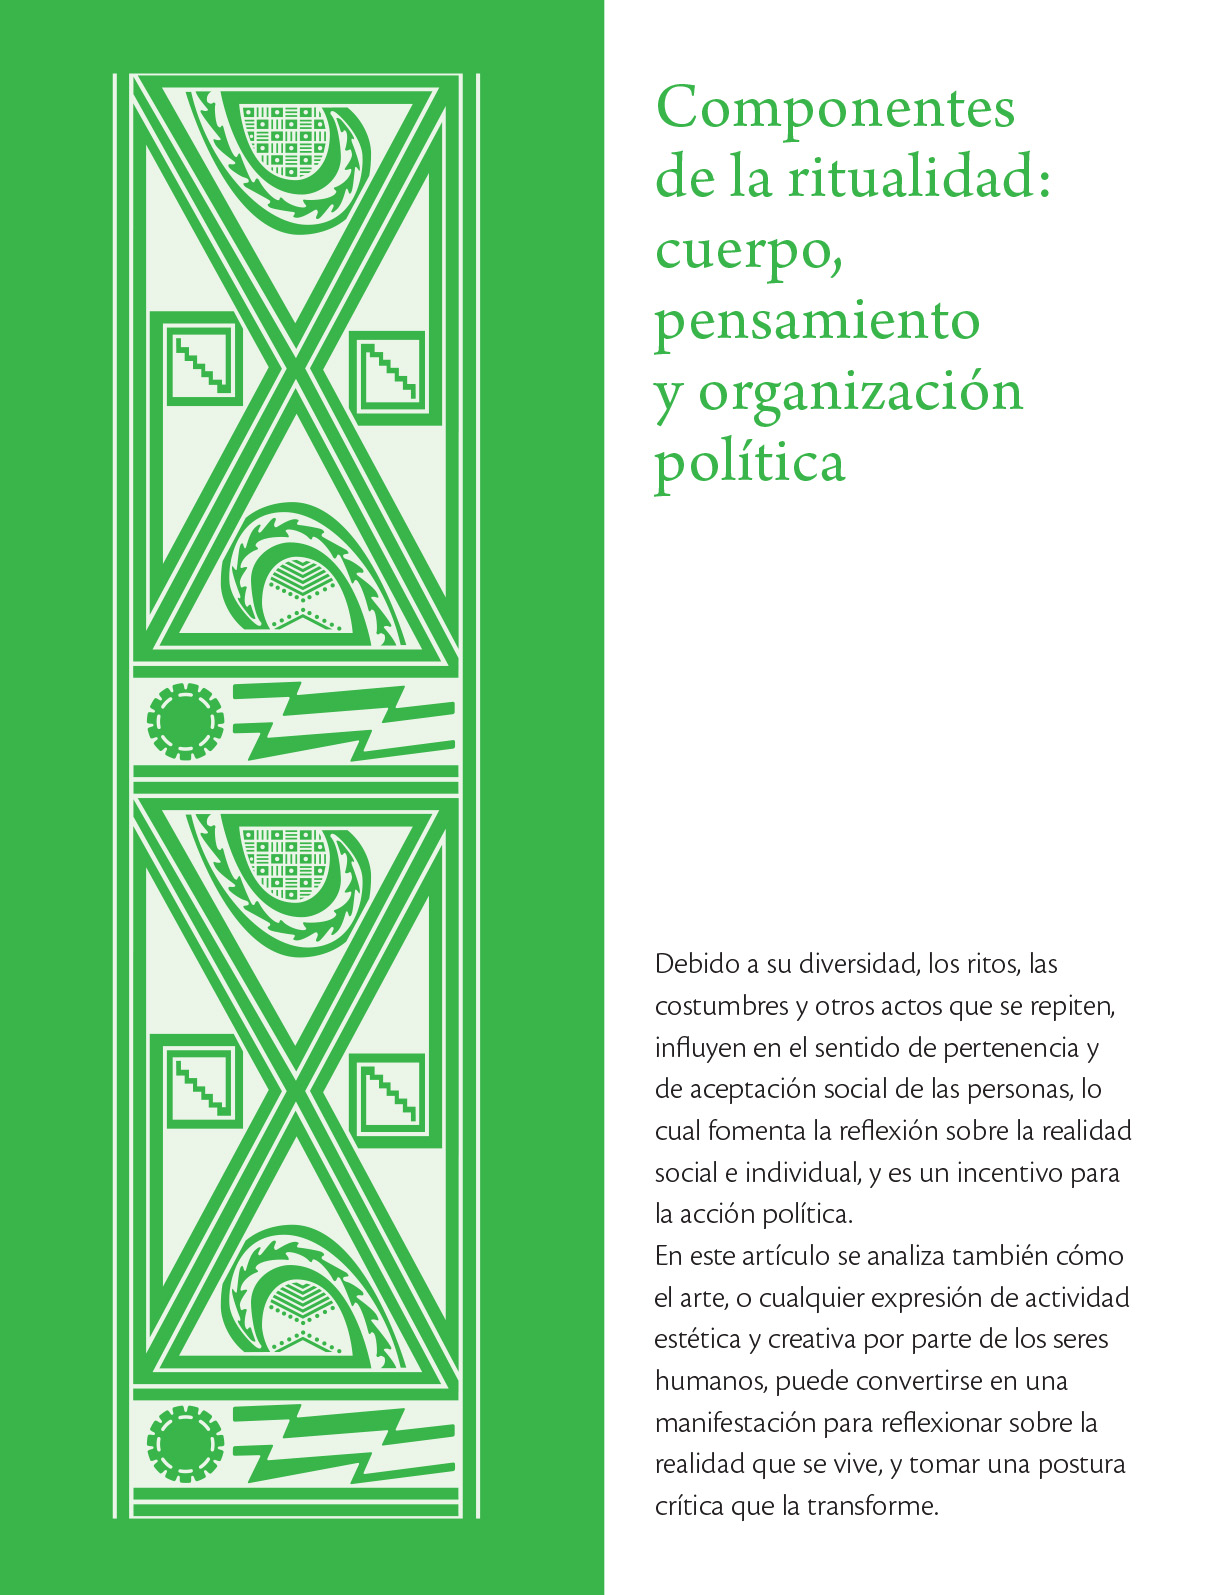 Componentes
de la ritualidad:
cuerpo,
pensamiento
y organización
política
Debido a su diversidad, los ritos, las
costumbres y otros actos que se repiten,
influyen en el sentido de pertenencia y
de aceptación social de las personas, lo
cual fomenta la reflexión sobre la realidad
social e individual, y es un incentivo para
la acción política.
En este artículo se analiza también cómo
el arte, o cualquier expresión de actividad
estética y creativa por parte de los seres
humanos, puede convertirse en una
manifestación para reflexionar sobre la
realidad que se vive, y tomar una postura
crítica que la transforme.